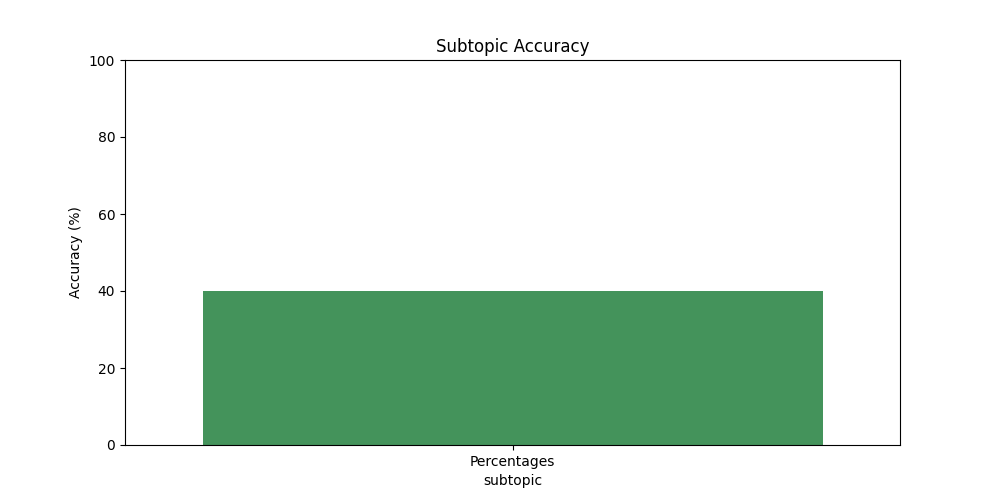 Subtopic Accuracy
100
80
60
40
20
0
Accuracy (%)
Percentages
subtopic